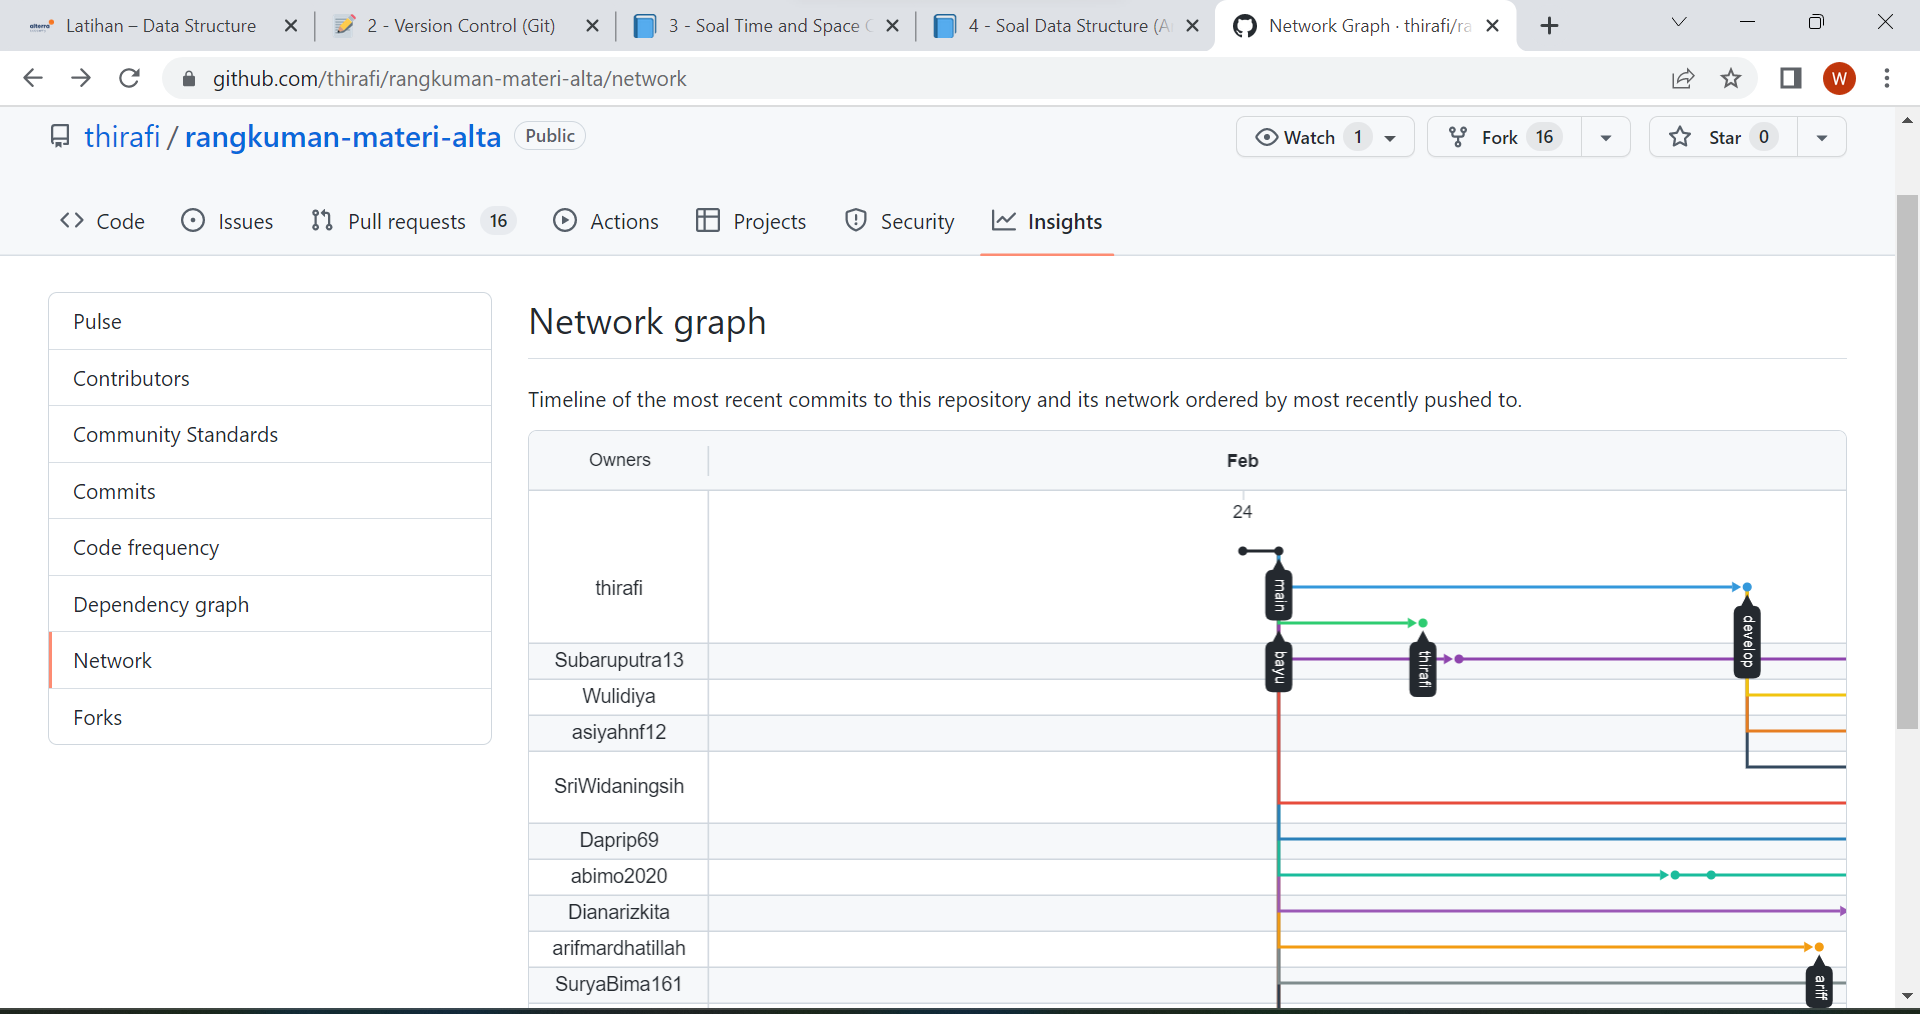 Latihan – Data Structure
2 - Version Control (Git)
3 - Soal Time and Space
4 - Soal Data Structure (A
Network Graph · thirafi/ra
github.com/thirafi/rangkuman-materi-alta/network
W
thirafi / rangkuman-materi-alta Public
Watch 1
Fork 16
Star 0
Code
Issues
Pull requests 16
Actions
Projects
Security
Insights
Pulse
Contributors
Community Standards
Commits
Code frequency
Dependency graph
Network
Forks
Network graph
Timeline of the most recent commits to this repository and its network ordered by most recently pushed to.
Owners
Feb
24
thirafi
main
develop
bayu
thirafi
Subaruputra13
Wulidiya
asiyahnf12
SriWidaningsih
Daprip69
abimo2020
Dianarizkita
arifmardhatillah
SuryaBima161
ariff